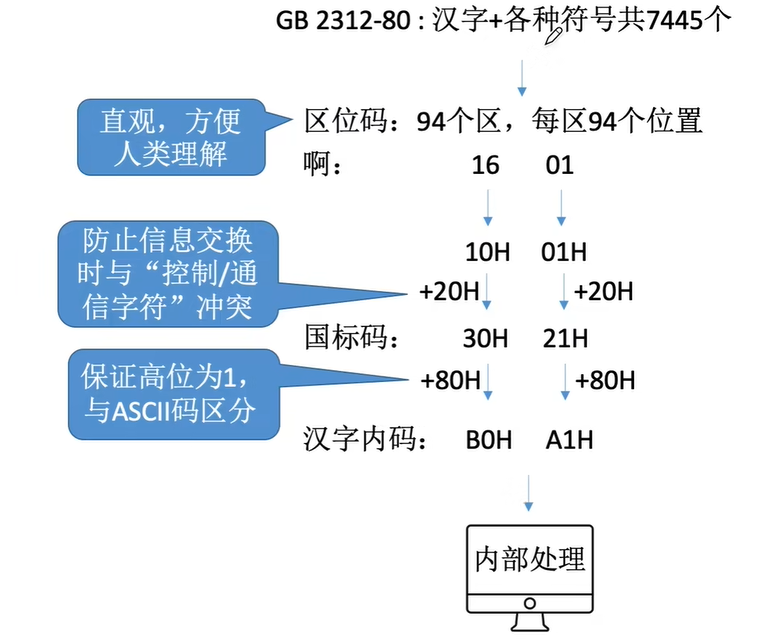 GB 2312-80 : 汉字+各种符号共7445个
直观，方便
人类理解
区位码：94个区，每区94个位置
啊： 16 01
防止信息交换
时与“控制/通
信字符”冲突
10H 01H
+20H +20H
国标码： 30H 21H
保证高位为1，
与ASCII码区分
+80H +80H
汉字内码： B0H A1H
内部处理